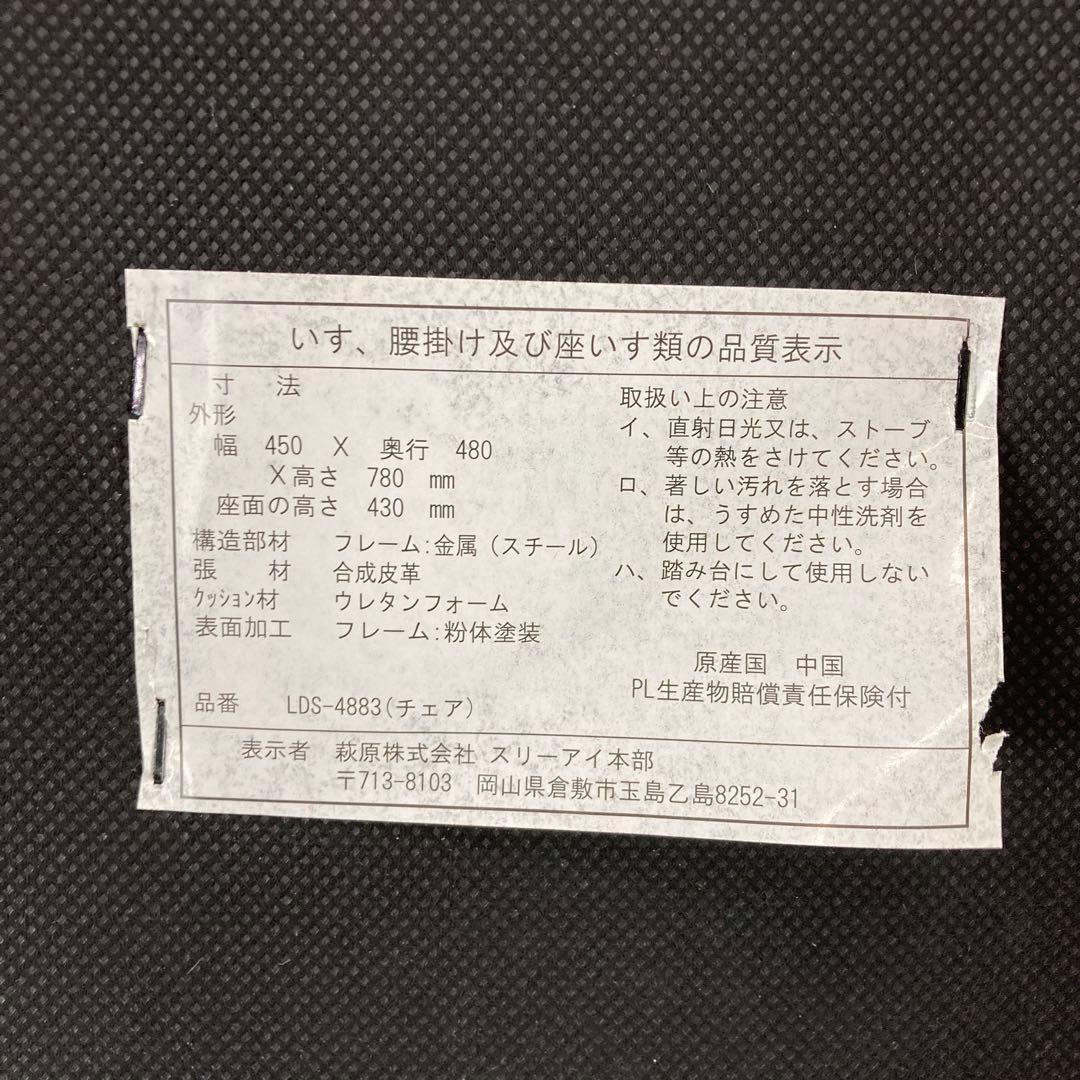 いす、腰掛け及び座いす類の品質表示
寸 法
外形
幅 450 X 奥行 480
X高さ 780 mm
座面の高さ 430 mm
構造部材 フレーム:金属(スチール)
張 材 合成皮革
ｸｯｼｮﾝ材 ウレタンフォーム
表面加工 フレーム:粉体塗装
品番 LDS-4883(チェア)
取扱い上の注意
イ、直射日光又は、ストーブ
等の熱をさけてください。
ロ、著しい汚れを落とす場合
は、うすめた中性洗剤を
使用してください。
ハ、踏み台にして使用しない
でください。
原産国 中国
PL生産物賠償責任保険付
表示者 萩原株式会社 スリーアイ本部
〒713-8103 岡山県倉敷市玉島乙島8252-31